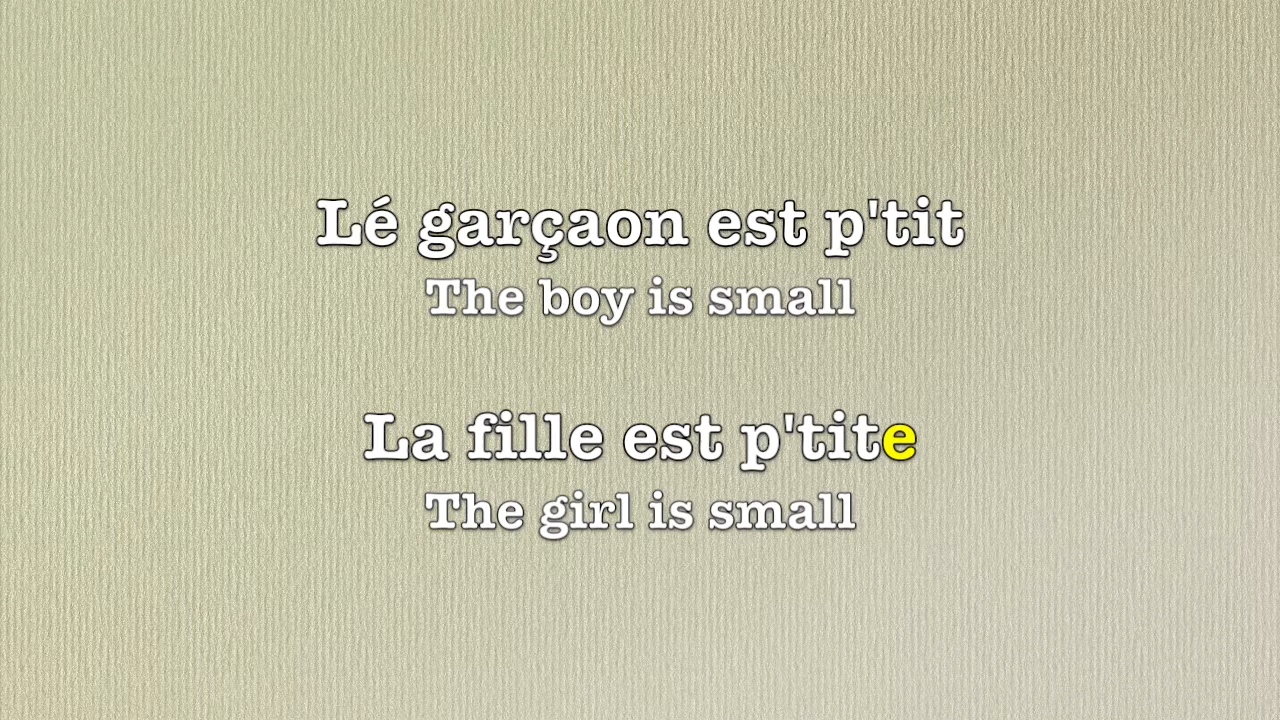 Lé garçaon est p'tit
The boy is small
La fille est p'tite
The girl is small